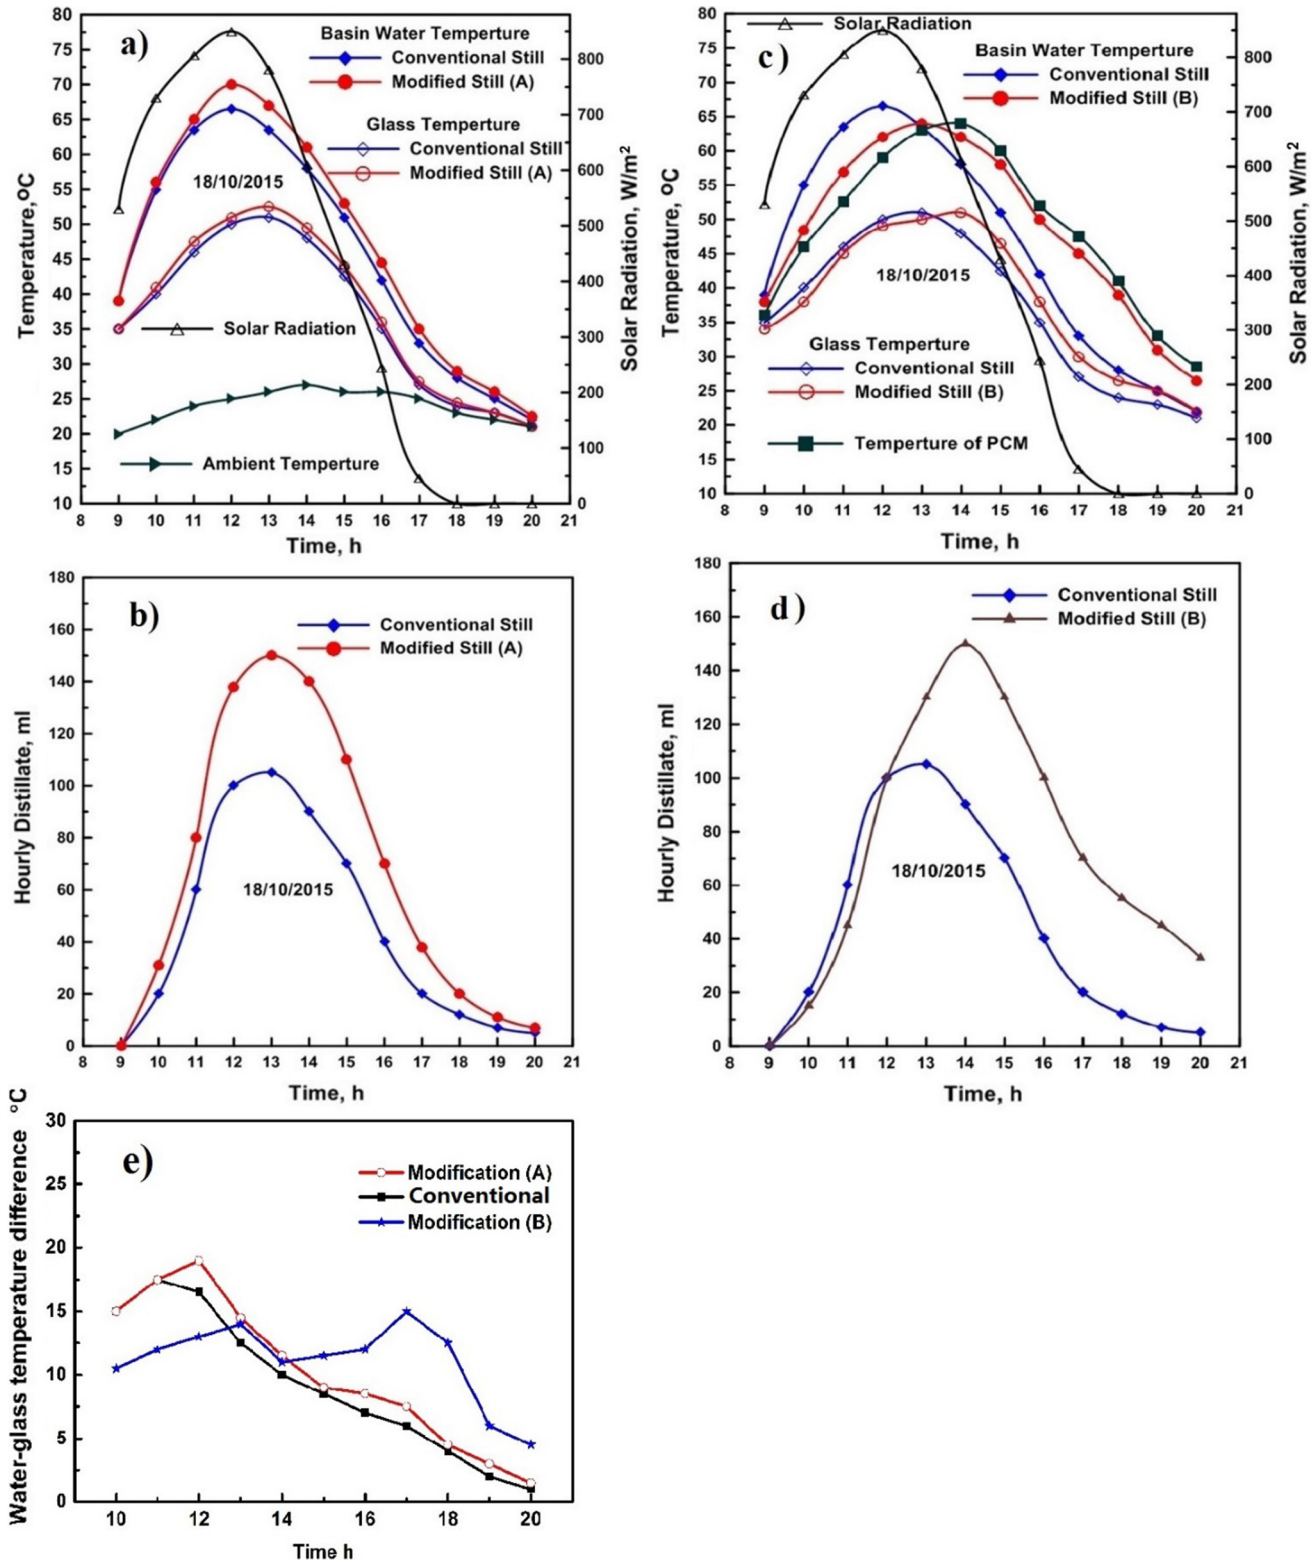 a)
Basin Water Temperture
Conventional Still
Modified Still (A)
Glass Temperture
Conventional Still
Modified Still (A)
18/10/2015
Solar Radiation
Ambient Temperture
Temperature,°C
80
75
70
65
60
55
50
45
40
35
30
25
20
15
10
800
700
600
500
400
300
200
100
0
Solar Radiation, W/m²
8 9 10 11 12 13 14 15 16 17 18 19 20 21
Time, h
c)
Solar Radiation
Basin Water Temperture
Conventional Still
Modified Still (B)
18/10/2015
Glass Temperture
Conventional Still
Modified Still (B)
Temperture of PCM
Temperature, °C
80
75
70
65
60
55
50
45
40
35
30
25
20
15
10
800
700
600
500
400
300
200
100
0
Solar Radiation, W/m²
8 9 10 11 12 13 14 15 16 17 18 19 20 21
Time, h
b)
Conventional Still
Modified Still (A)
18/10/2015
Hourly Distillate, ml
180
160
140
120
100
80
60
40
20
0
8 9 10 11 12 13 14 15 16 17 18 19 20 21
Time, h
d)
Conventional Still
Modified Still (B)
18/10/2015
Hourly Distillate, ml
180
160
140
120
100
80
60
40
20
0
8 9 10 11 12 13 14 15 16 17 18 19 20 21
Time, h
e)
Modification (A)
Conventional
Modification (B)
Water-glass temperature difference °C
30
25
20
15
10
5
0
10 12 14 16 18 20
Time h